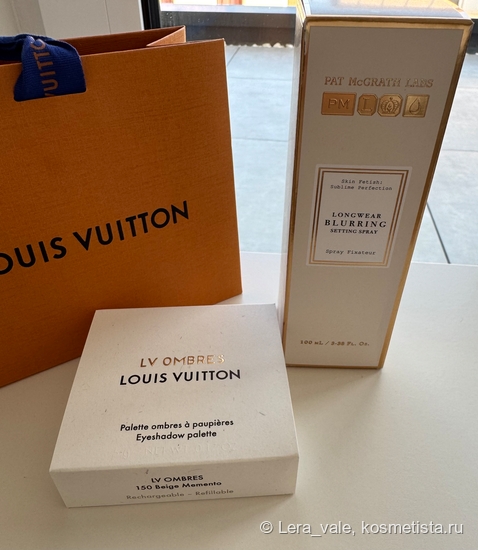 VUITTON
LOUIS VUITTON
PAT McGRATH LABS
PM L
Skin Fetish:
Sublime Perfection
LONGWEAR
BLURRING
SETTING SPRAY
Spray Fixateur
100 mL / 3.38 Fl. Oz.
LV OMBRES
LOUIS VUITTON
Palette ombres à paupières
Eyeshadow palette
LV OMBRES
150 Beige Memento
Rechargeable – Refillable
© Lera_vale, kosmetista.ru